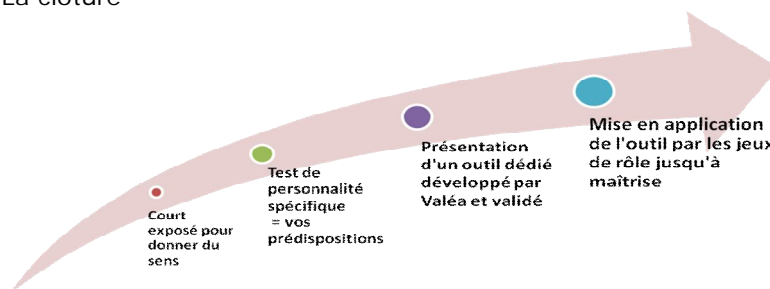 La clôture
Court
exposé pour
donner du
sens
Test de
personnalité
spécifique
= vos
prédispositions
Présentation
d'un outil dédié
développé par
Valéa et validé
Mise en application
de l'outil par les jeux
de rôle jusqu'à
maîtrise